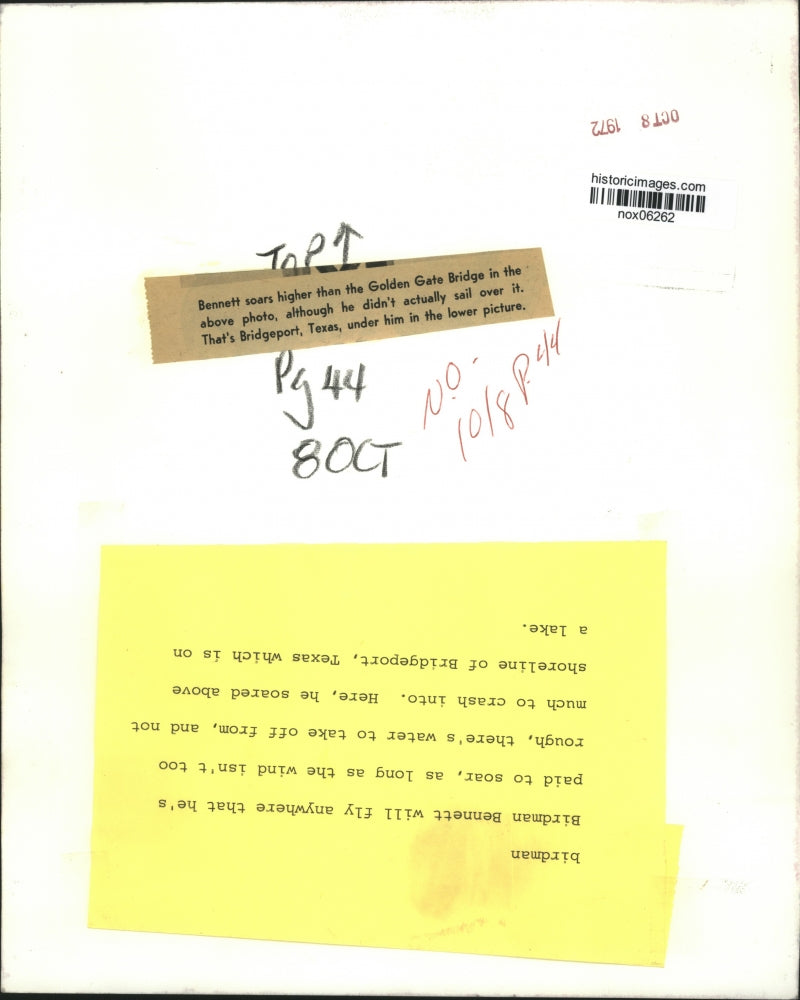 OCT 8 1972
historicimages.com
nox06262
TOP↑
Bennett soars higher than the Golden Gate Bridge in the
above photo, although he didn't actually sail over it.
That's Bridgeport, Texas, under him in the lower picture.
Pg 44
8 OCT
N.O.
10/8 P.44
birdman
Birdman Bennett will fly anywhere that he's
paid to soar, as long as the wind isn't too
rough, there's water to take off from, and not
much to crash into.  Here, he soared above
shoreline of Bridgeport, Texas which is on
a lake.